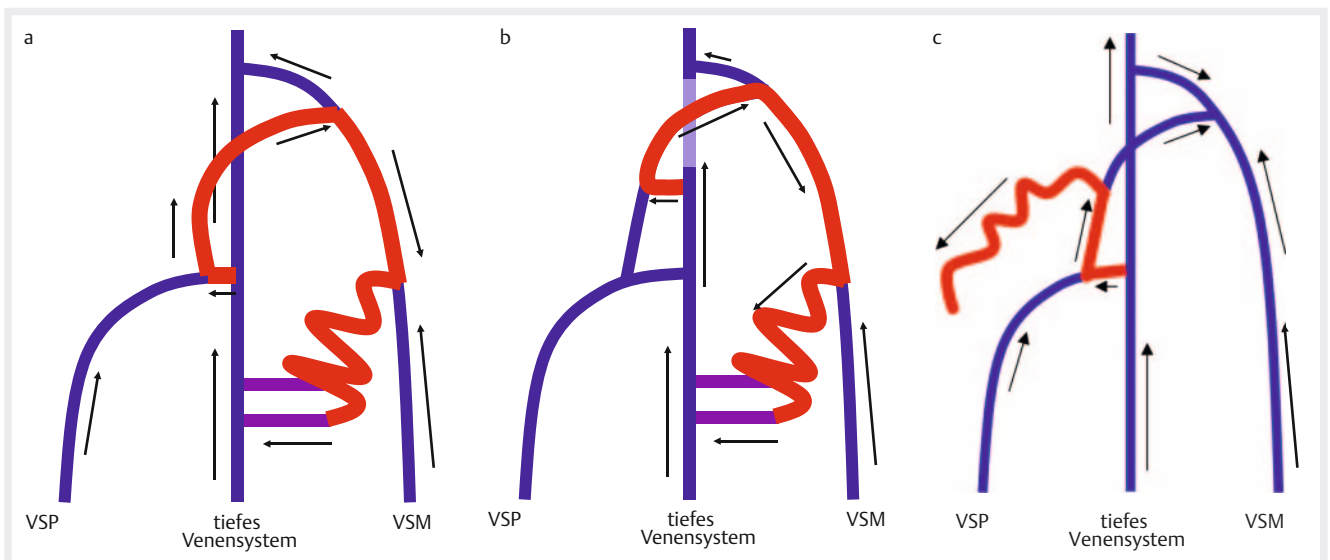 a
b
c
VSP
tiefes
Venensystem
VSM
VSP
tiefes
Venensystem
VSM
VSP
tiefes
Venensystem
VSM